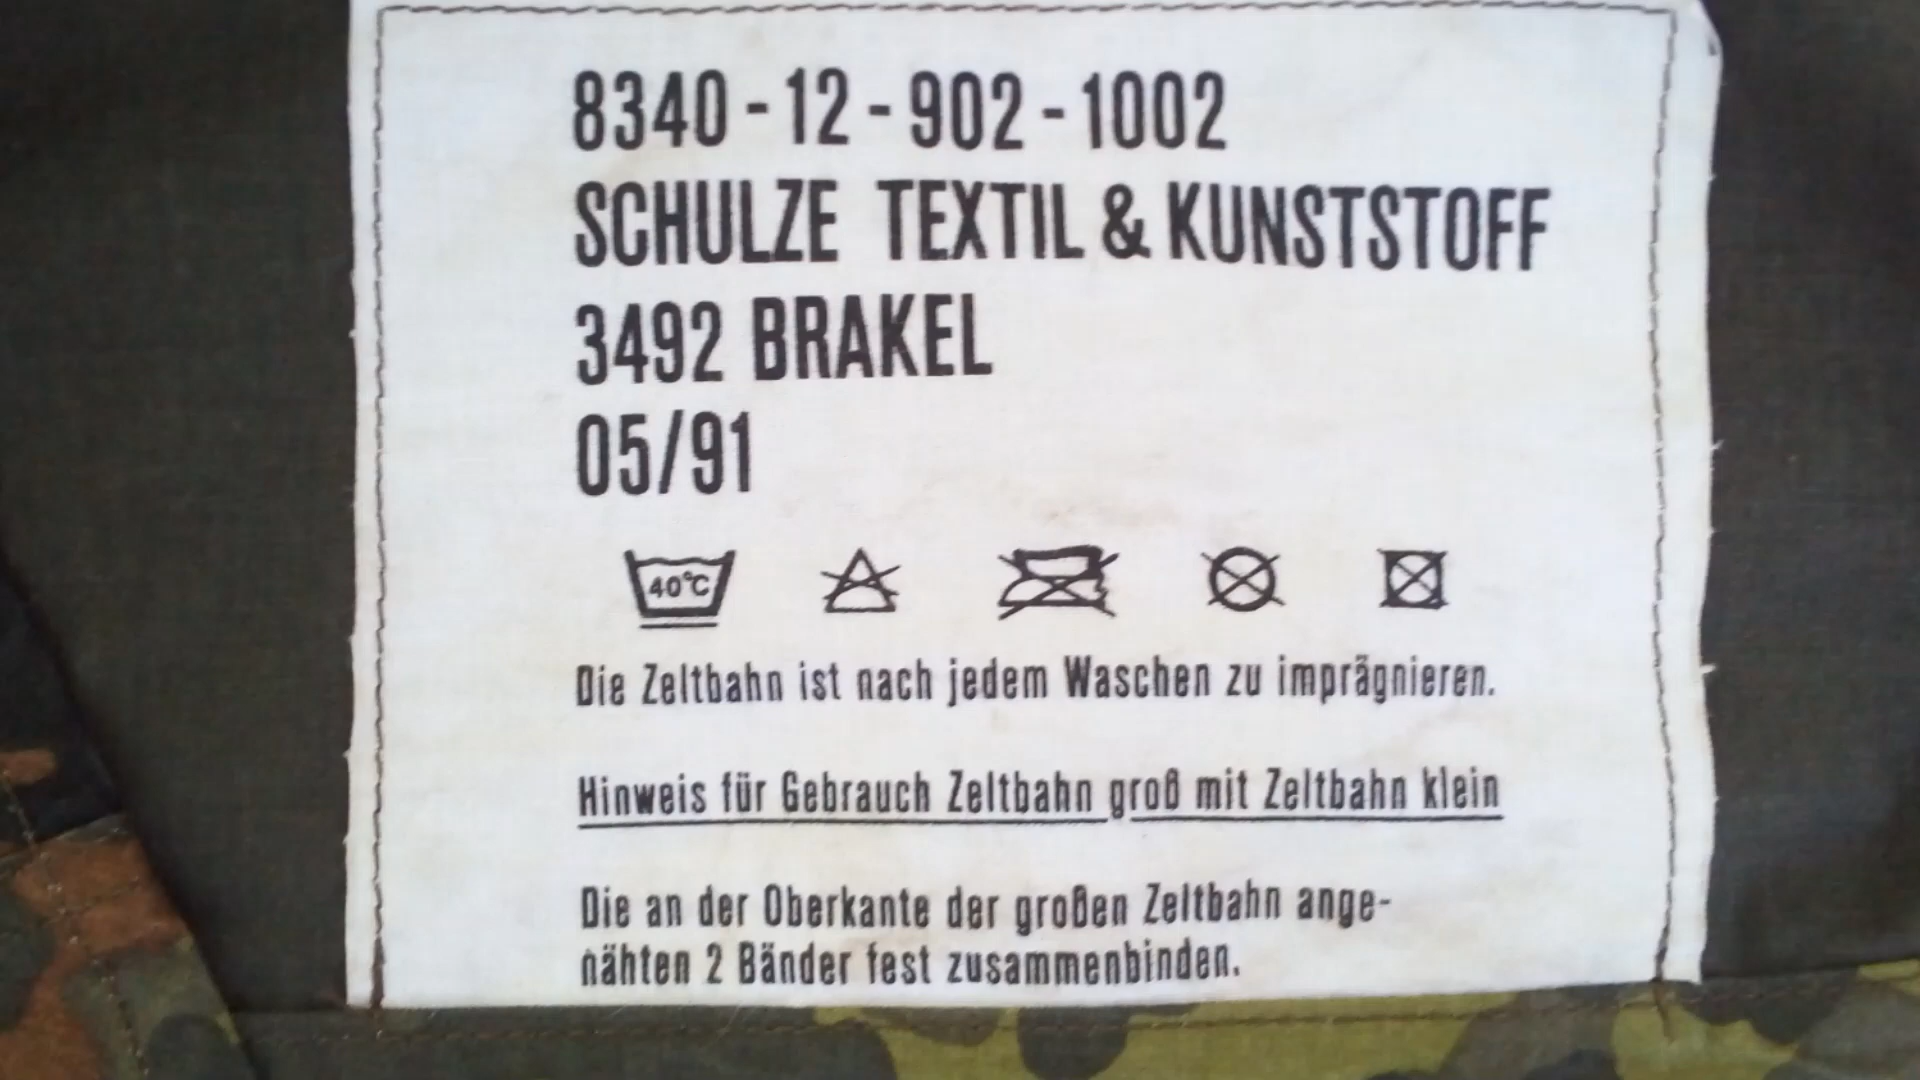 8340-12-902-1002
SCHULZE TEXTIL & KUNSTSTOFF
3492 BRAKEL
05/91
40°C
Die Zeltbahn ist nach jedem Waschen zu imprägnieren.
Hinweis für Gebrauch Zeltbahn groß mit Zeltbahn klein
Die an der Oberkante der großen Zeltbahn ange-
nähten 2 Bänder fest zusammenbinden.